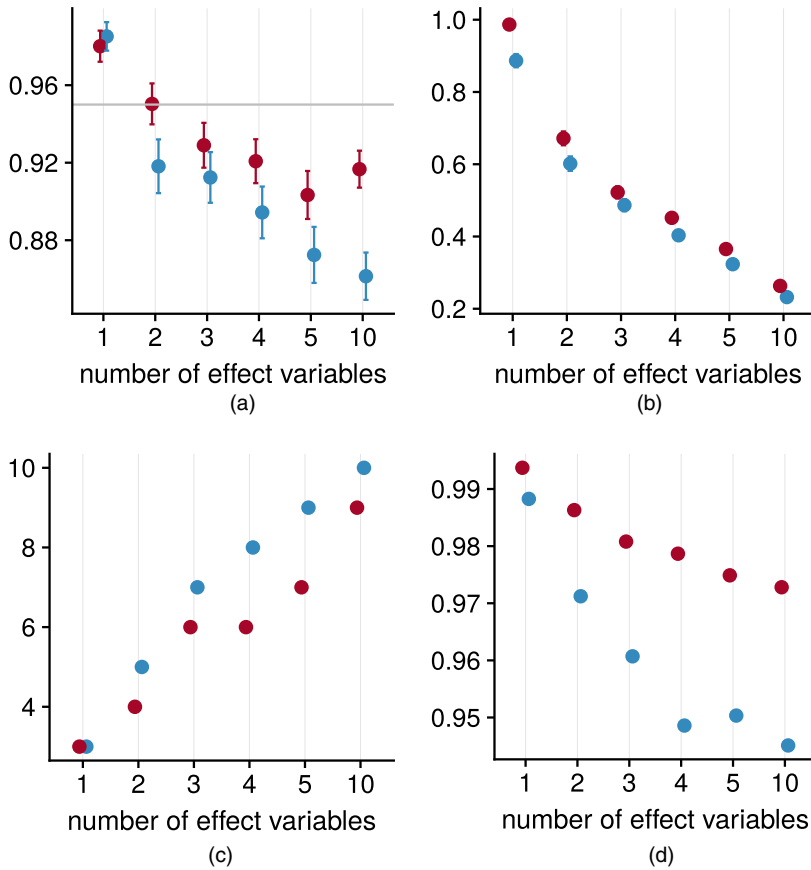 0.96
0.92
0.88
1 2 3 4 5 10
number of effect variables
(a)
1.0
0.8
0.6
0.4
0.2
1 2 3 4 5 10
number of effect variables
(b)
10
8
6
4
1 2 3 4 5 10
number of effect variables
(c)
0.99
0.98
0.97
0.96
0.95
1 2 3 4 5 10
number of effect variables
(d)